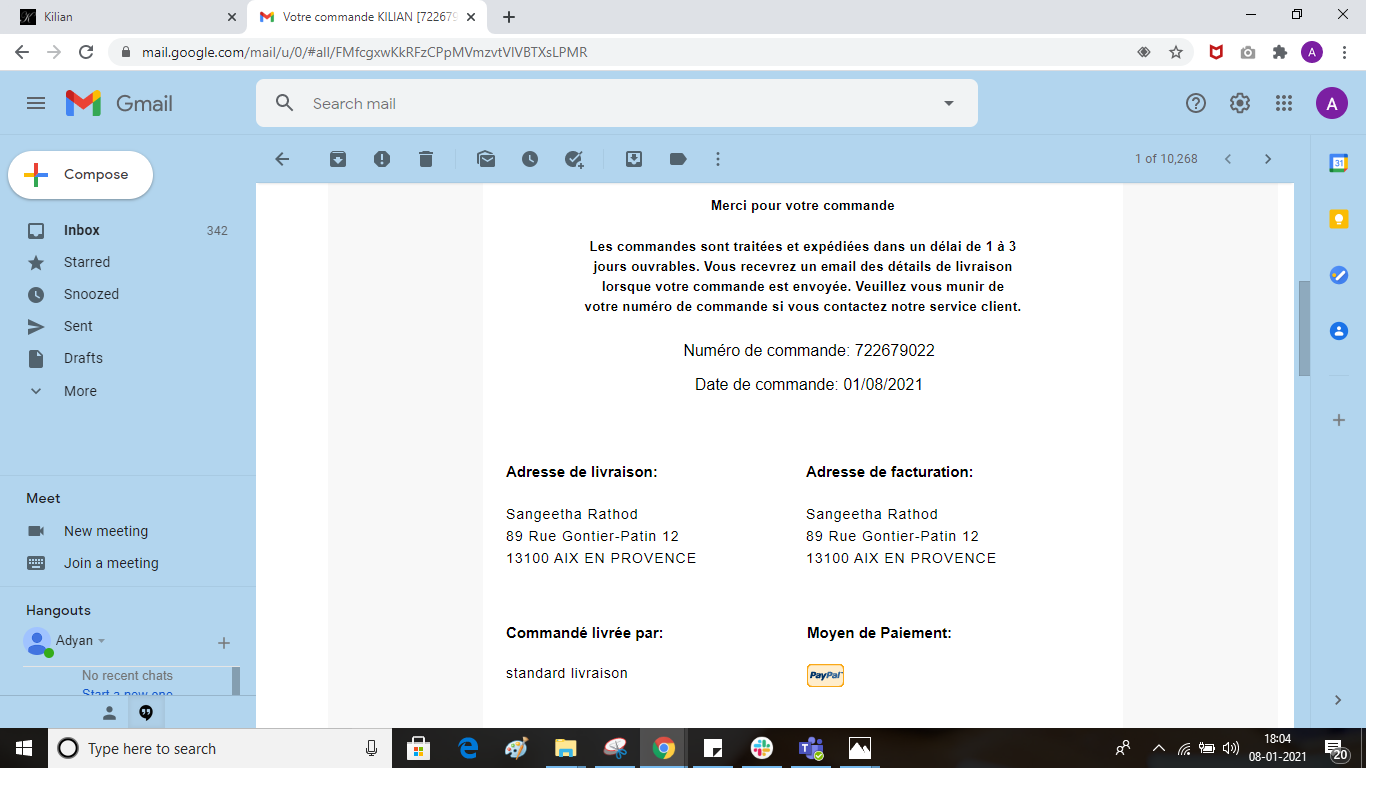 Kilian
Votre commande KILIAN [722679
mail.google.com/mail/u/0/#all/FMfcgxwKkRFzCPpMVmzvtVlVBTXsLPMR
A
Gmail
Search mail
A
Compose
1 of 10,268
31
Inbox 342
Starred
Snoozed
Sent
Drafts
More
Meet
New meeting
Join a meeting
Hangouts
Adyan
No recent chats
Start a new one
Merci pour votre commande
Les commandes sont traitées et expédiées dans un délai de 1 à 3
jours ouvrables. Vous recevrez un email des détails de livraison
lorsque votre commande est envoyée. Veuillez vous munir de
votre numéro de commande si vous contactez notre service client.
Numéro de commande: 722679022
Date de commande: 01/08/2021
Adresse de livraison:
Sangeetha Rathod
89 Rue Gontier-Patin 12
13100 AIX EN PROVENCE
Adresse de facturation:
Sangeetha Rathod
89 Rue Gontier-Patin 12
13100 AIX EN PROVENCE
Commandé livrée par:
standard livraison
Moyen de Paiement:
PayPal
Type here to search
18:04
08-01-2021
20